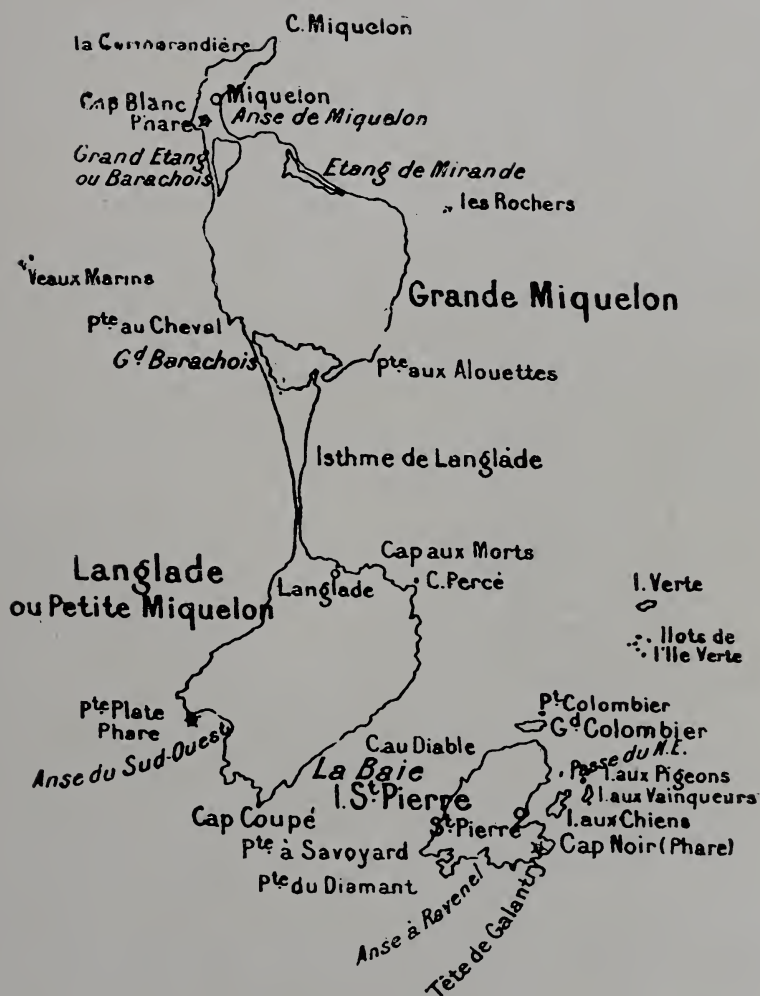 C. Miquelon
la Cormorandière
Cap Blanc
Phare
Miquelon
Anse de Miquelon
Grand Etang
ou Barachois
Etang de Mirande
les Rochers
Veaux Marins
Grande Miquelon
Pte au Cheval
Gd Barachois
Pte aux Alouettes
Isthme de Langlade
Langlade
ou Petite Miquelon
Cap aux Morts
Langlade
C. Percé
I. Verte
Ilots de
l'Ile Verte
Pte Plate
Phare
Anse du Sud-Ouest
Pt Colombier
Gd Colombier
C. au Diable
Passe du N.E.
La Baie
I. aux Pigeons
I. St Pierre
I. aux Vainqueurs
Cap Coupé
St Pierre
I. aux Chiens
Pte à Savoyard
Cap Noir (Phare)
Pte du Diamant
Anse à Ravenel
Tête de Galant